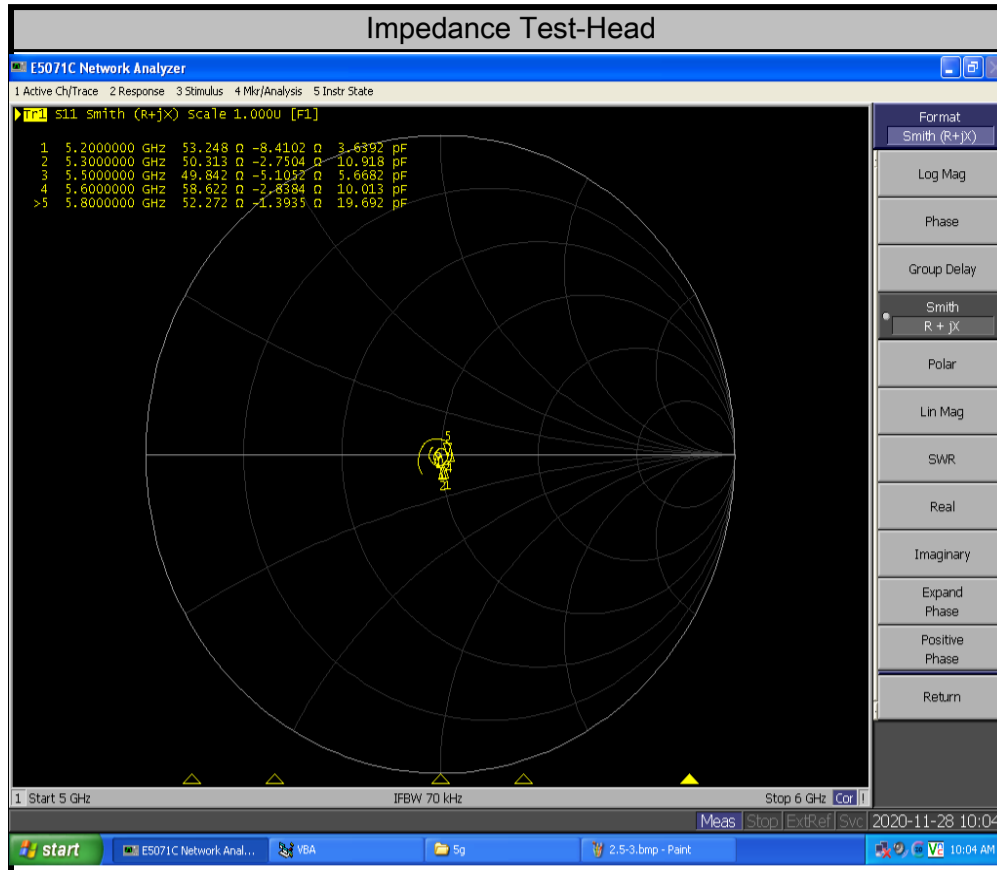 Impedance Test-Head
E5071C Network Analyzer
1 Active Ch/Trace 2 Response 3 Stimulus 4 Mkr/Analysis 5 Instr State
Tr1 S11 Smith (R+jX) Scale 1.000U [F1]
1 5.2000000 GHz 53.248 Ω -8.4102 Ω 3.6392 pF
2 5.3000000 GHz 50.313 Ω -2.7504 Ω 10.918 pF
3 5.5000000 GHz 49.842 Ω -5.1052 Ω 5.6682 pF
4 5.6000000 GHz 58.622 Ω -2.8384 Ω 10.013 pF
>5 5.8000000 GHz 52.272 Ω -1.3935 Ω 19.692 pF
Format
Smith (R+jX)
Log Mag
Phase
Group Delay
Smith
R + jX
Polar
Lin Mag
SWR
Real
Imaginary
Expand
Phase
Positive
Phase
Return
5
4
21
1 Start 5 GHz IFBW 70 kHz Stop 6 GHz Cor !
Meas Stop ExtRef Svc 2020-11-28 10:04
start E5071C Network Anal... VBA 5g 2.5-3.bmp - Paint 10:04 AM